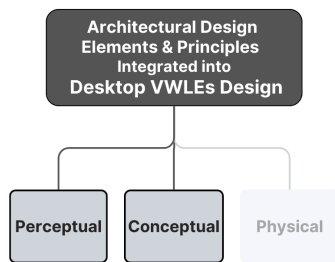 Architectural Design
Elements & Principles
Integrated into
Desktop VWLEs Design
Perceptual
Conceptual
Physical